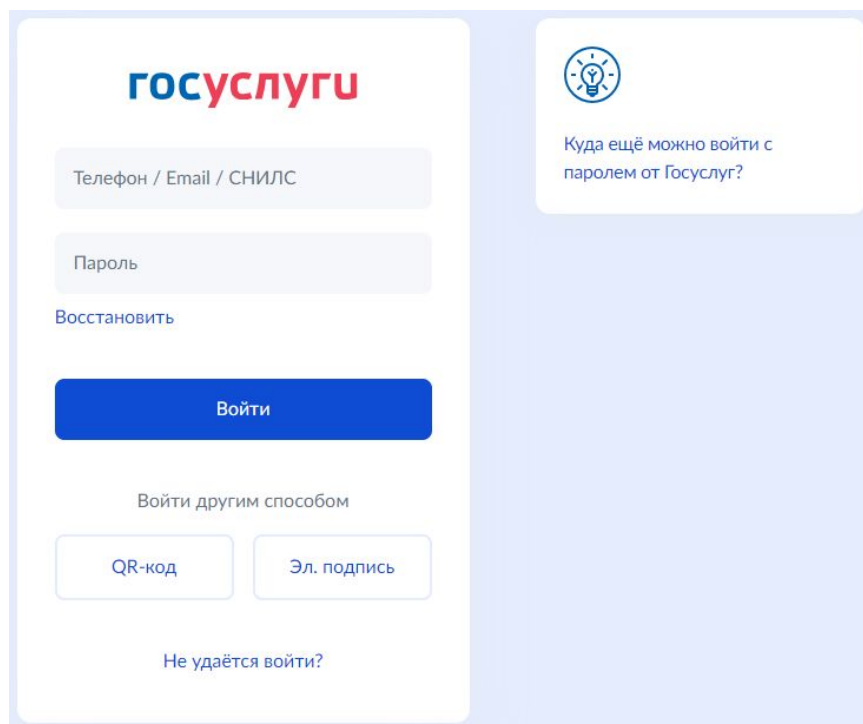 госуслуги
Телефон / Email / СНИЛС
Пароль
Восстановить
Войти
Войти другим способом
QR-код
Эл. подпись
Не удаётся войти?
Куда ещё можно войти с
паролем от Госуслуг?